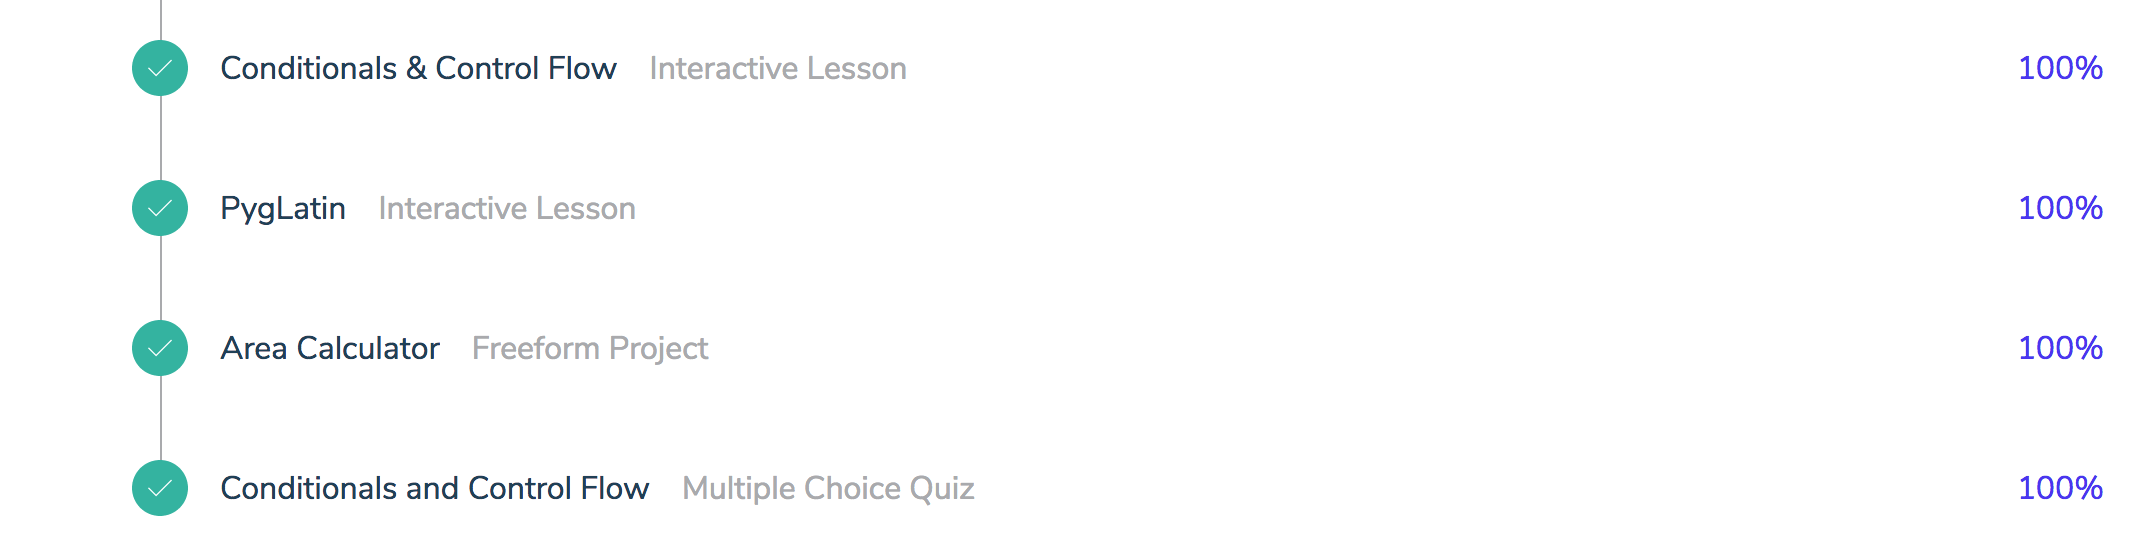 Conditionals & Control Flow Interactive Lesson 100%
PygLatin Interactive Lesson 100%
Area Calculator Freeform Project 100%
Conditionals and Control Flow Multiple Choice Quiz 100%